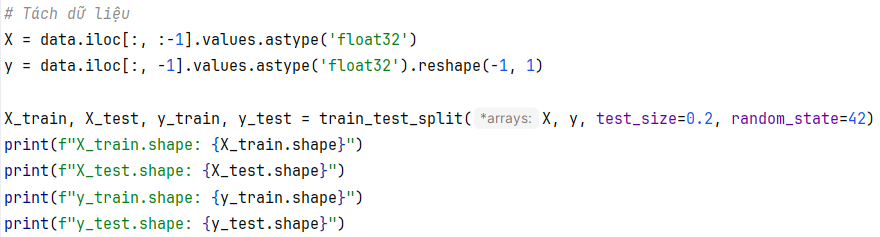 # Tách dữ liệu
X = data.iloc[:, :-1].values.astype('float32')
y = data.iloc[:, -1].values.astype('float32').reshape(-1, 1)
X_train, X_test, y_train, y_test = train_test_split( *arrays: X, y, test_size=0.2, random_state=42)
print(f"X_train.shape: {X_train.shape}")
print(f"X_test.shape: {X_test.shape}")
print(f"y_train.shape: {y_train.shape}")
print(f"y_test.shape: {y_test.shape}")